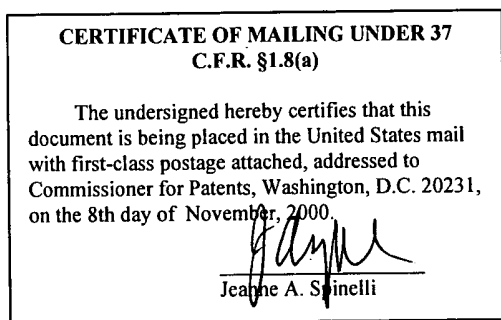 CERTIFICATE OF MAILING UNDER 37
C.F.R. §1.8(a)
The undersigned hereby certifies that this
document is being placed in the United States mail
with first-class postage attached, addressed to
Commissioner for Patents, Washington, D.C. 20231,
on the 8th day of November, 2000.
Jeanne A. Spinelli